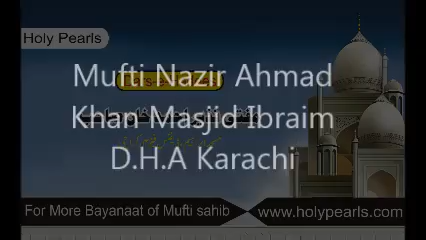 Holy Pearls
Mufti Nazir Ahmad
Khan Masjid Ibraim
D.H.A Karachi
For More Bayanaat of Mufti sahib
www.holypearls.com